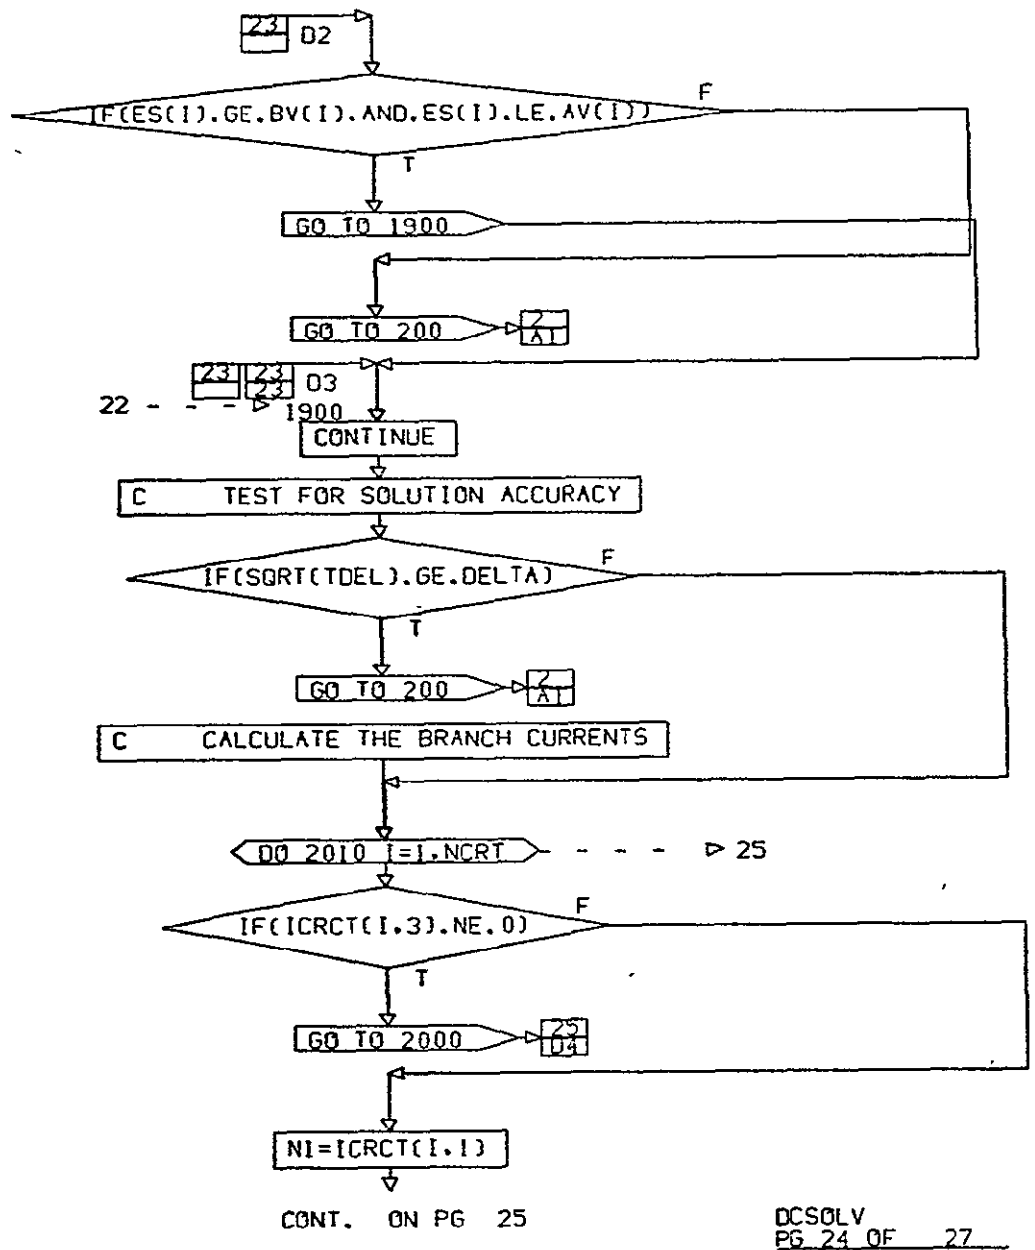 23 D2
IF(ES(I).GE.BV(I).AND.ES(I).LE.AV(I))
F
T
GO TO 1900
GO TO 200
2
A1
23 23 D3
23
22 - - - 1900
CONTINUE
C TEST FOR SOLUTION ACCURACY
F
IF(SQRT(TDEL).GE.DELTA)
T
GO TO 200
2
A1
C CALCULATE THE BRANCH CURRENTS
DO 2010 I=1,NCRT - - - - 25
F
IF(ICRCT(I,3).NE.0)
T
GO TO 2000
25
D4
N1=ICRCT(I,1)
CONT. ON PG 25
DCSOLV
PG 24 OF 27